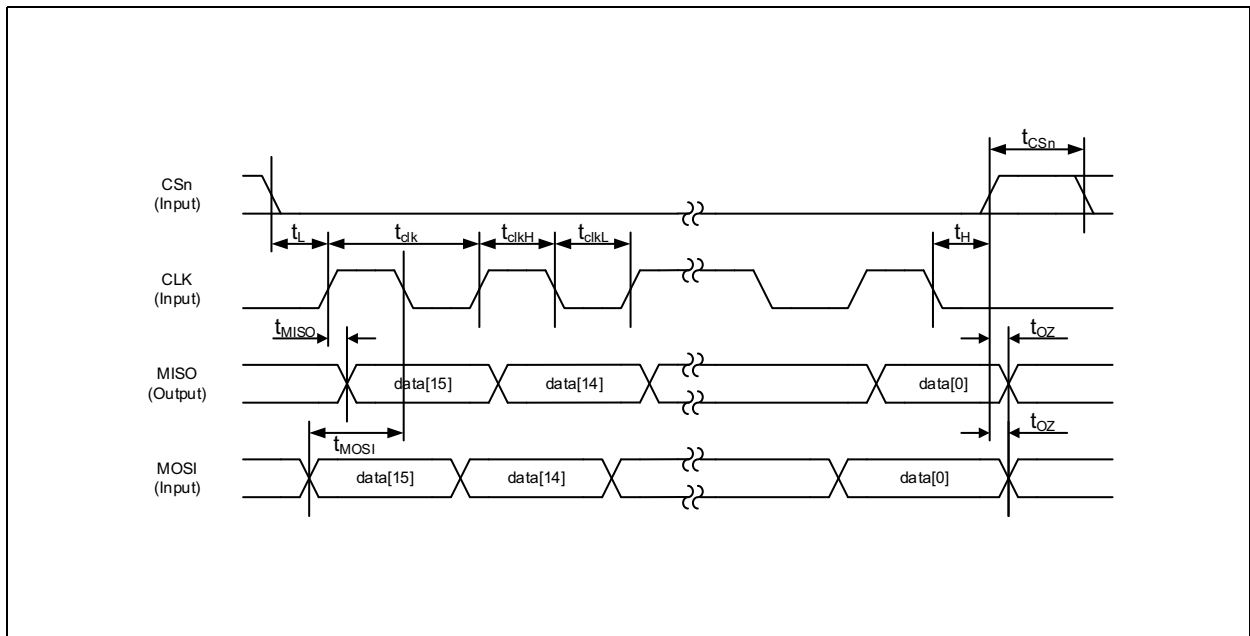 tCSn
CSn
(Input)
tL
tclk
tclkH
tclkL
tH
CLK
(Input)
tMISO
tOZ
MISO
(Output)
data[15]
data[14]
data[0]
tMOSI
tOZ
MOSI
(Input)
data[15]
data[14]
data[0]